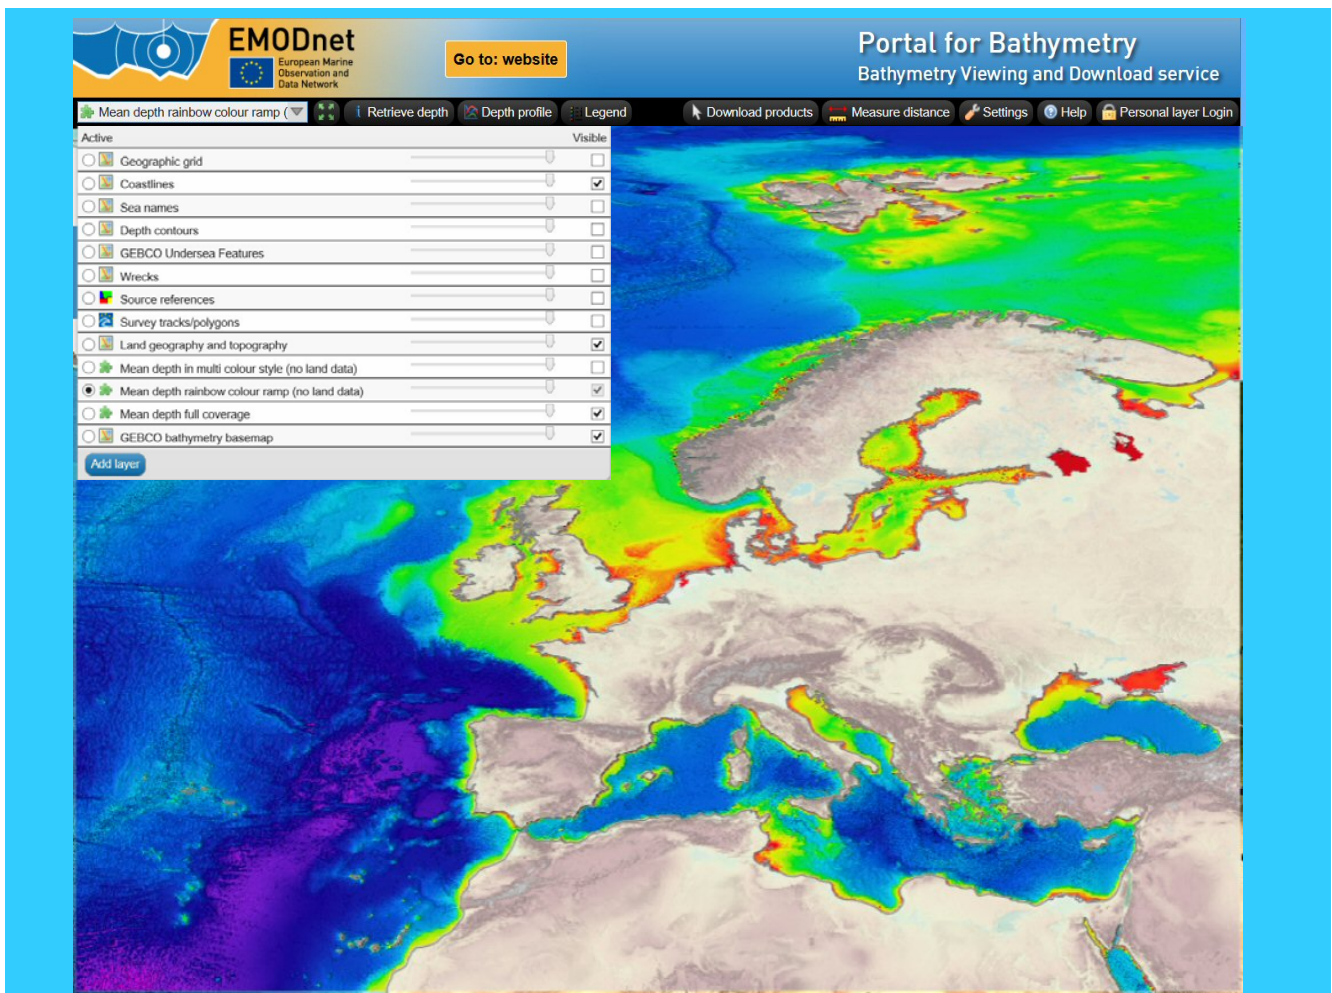 EMODnet
European Marine
Observation and
Data Network
Go to: website
Portal for Bathymetry
Bathymetry Viewing and Download service
Mean depth rainbow colour ramp (
Retrieve depth
Depth profile
Legend
Download products
Measure distance
Settings
Help
Personal layer Login
Active Visible
Geographic grid
Coastlines
Sea names
Depth contours
GEBCO Undersea Features
Wrecks
Source references
Survey tracks/polygons
Land geography and topography
Mean depth in multi colour style (no land data)
Mean depth rainbow colour ramp (no land data)
Mean depth full coverage
GEBCO bathymetry basemap
Add layer